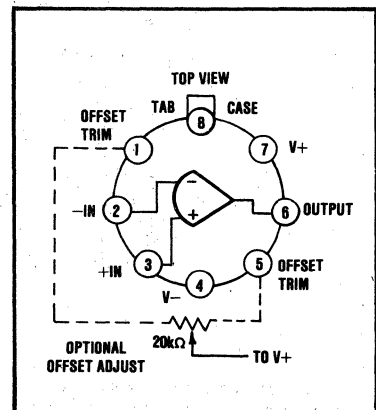 TOP VIEW
TAB 8 CASE
OFFSET
TRIM
1
7 V+
−IN 2 −
+
6 OUTPUT
+IN 3
5 OFFSET
TRIM
V− 4
20kΩ
OPTIONAL
OFFSET ADJUST
TO V+